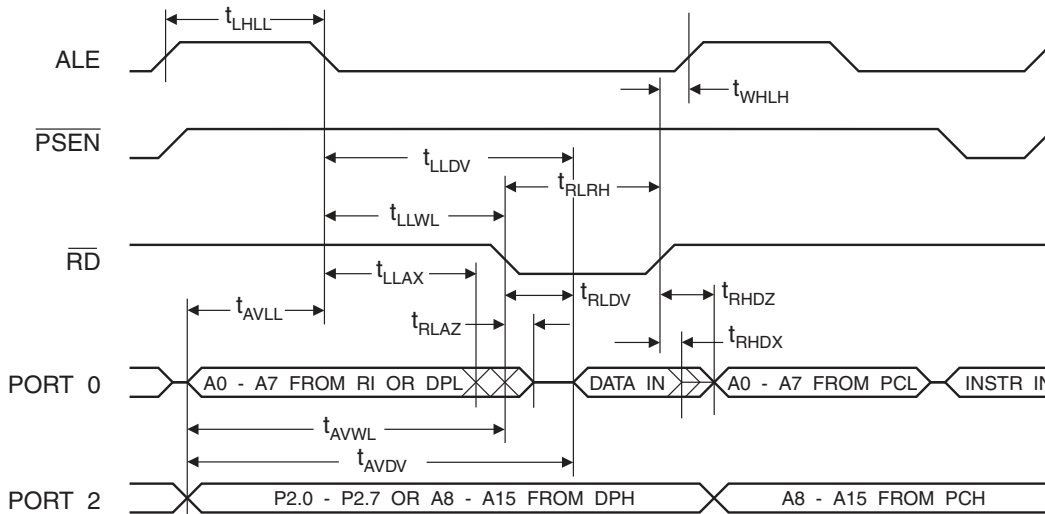 tLHLL
ALE
tWHLH
PSEN
tLLDV
tRLRH
tLLWL
RD
tLLAX
tRLDV
tRHDZ
tAVLL
tRLAZ
tRHDX
PORT 0
A0 - A7 FROM RI OR DPL
DATA IN
A0 - A7 FROM PCL
INSTR IN
tAVWL
tAVDV
PORT 2
P2.0 - P2.7 OR A8 - A15 FROM DPH
A8 - A15 FROM PCH